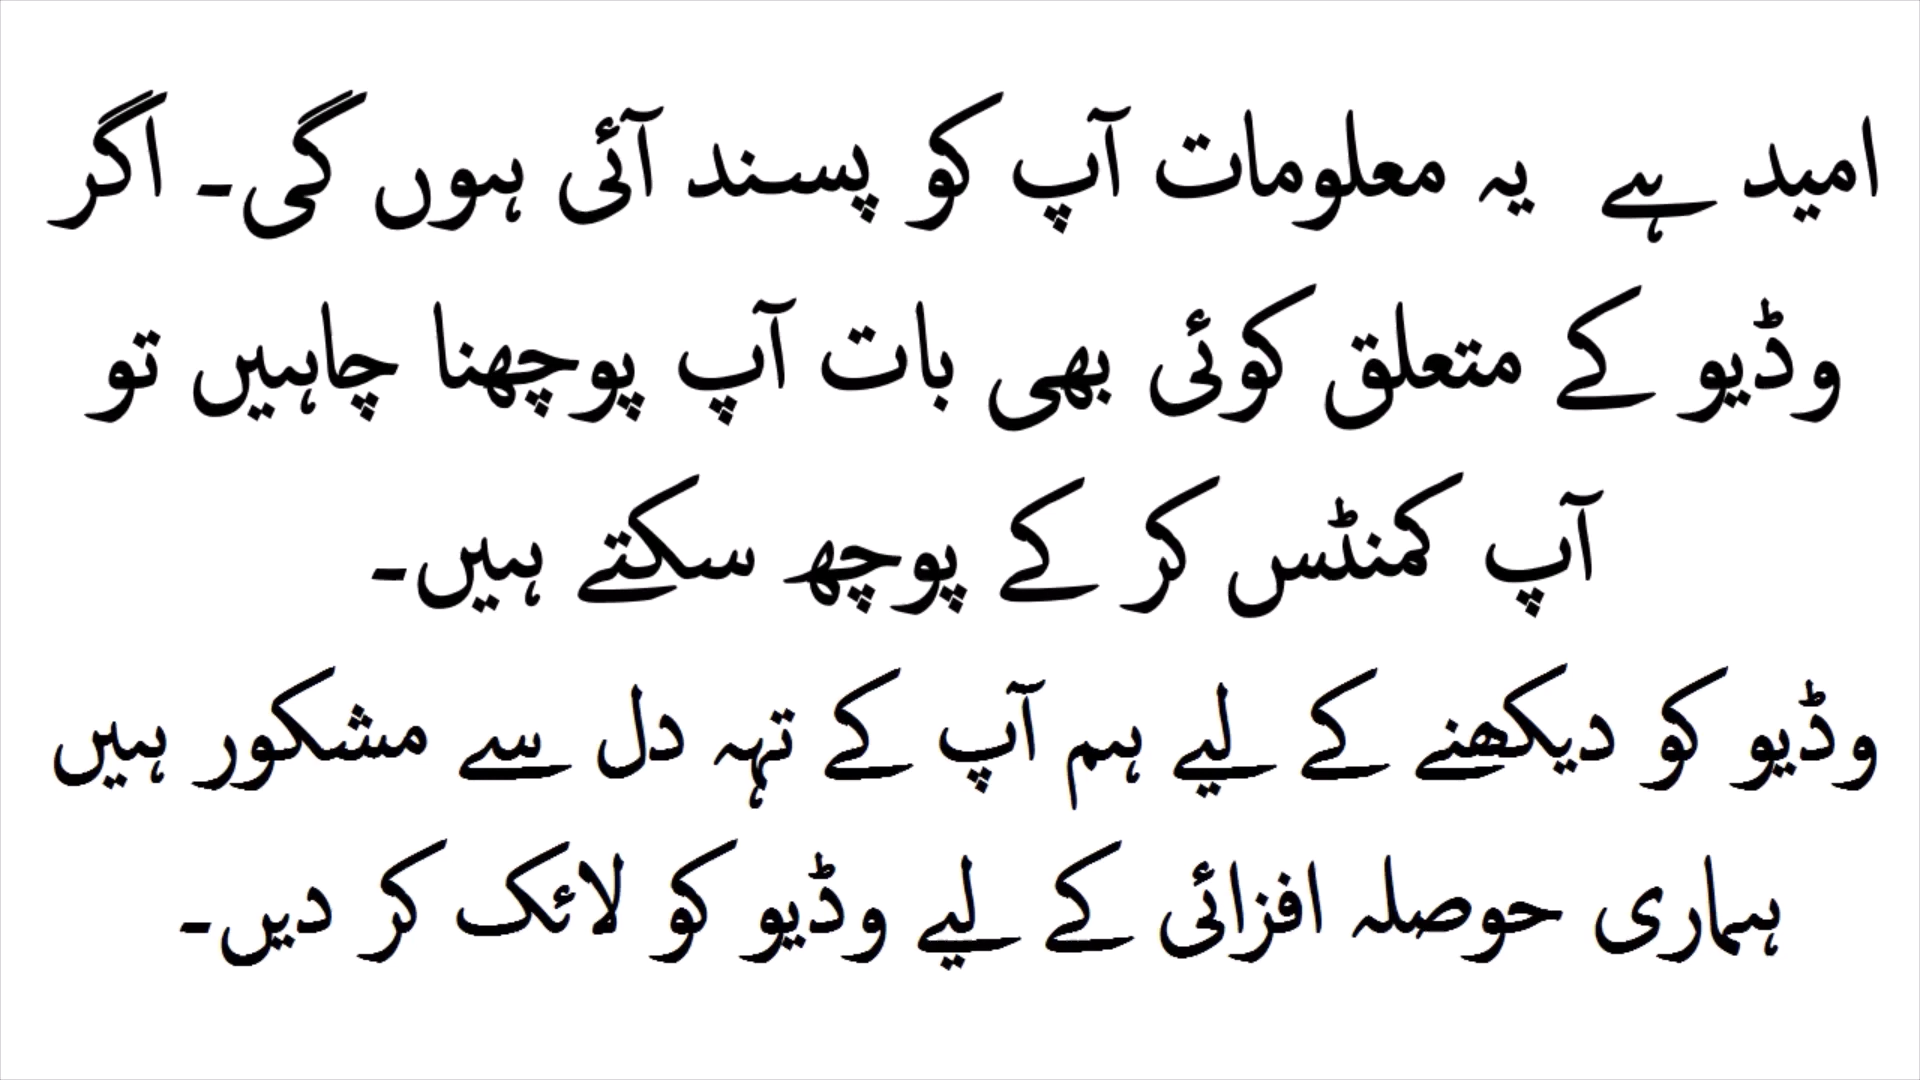 امید ہے یہ معلومات آپ کو پسند آئی ہوں گی۔ اگر
وڈیو کے متعلق کوئی بھی بات آپ پوچھنا چاہیں تو
آپ کمنٹس کر کے پوچھ سکتے ہیں۔
وڈیو کو دیکھنے کے لیے ہم آپ کے تہہ دل سے مشکور ہیں
ہماری حوصلہ افزائی کے لیے وڈیو کو لائک کر دیں۔